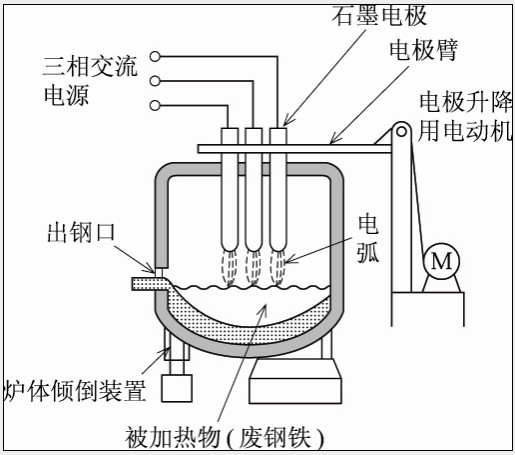 石墨电极
电极臂
三相交流
电源
电极升降
用电动机
出钢口
电
弧
M
炉体倾倒装置
被加热物(废钢铁)